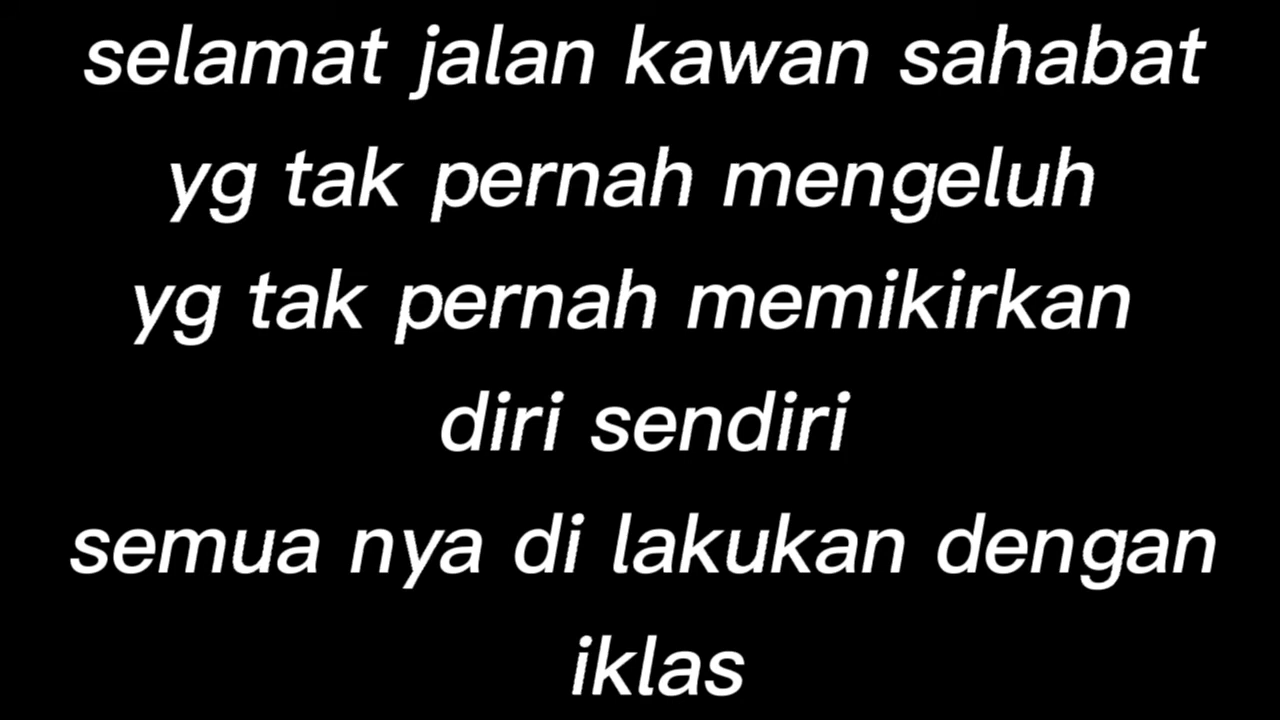 selamat jalan kawan sahabat
yg tak pernah mengeluh
yg tak pernah memikirkan
diri sendiri
semua nya di lakukan dengan
iklas